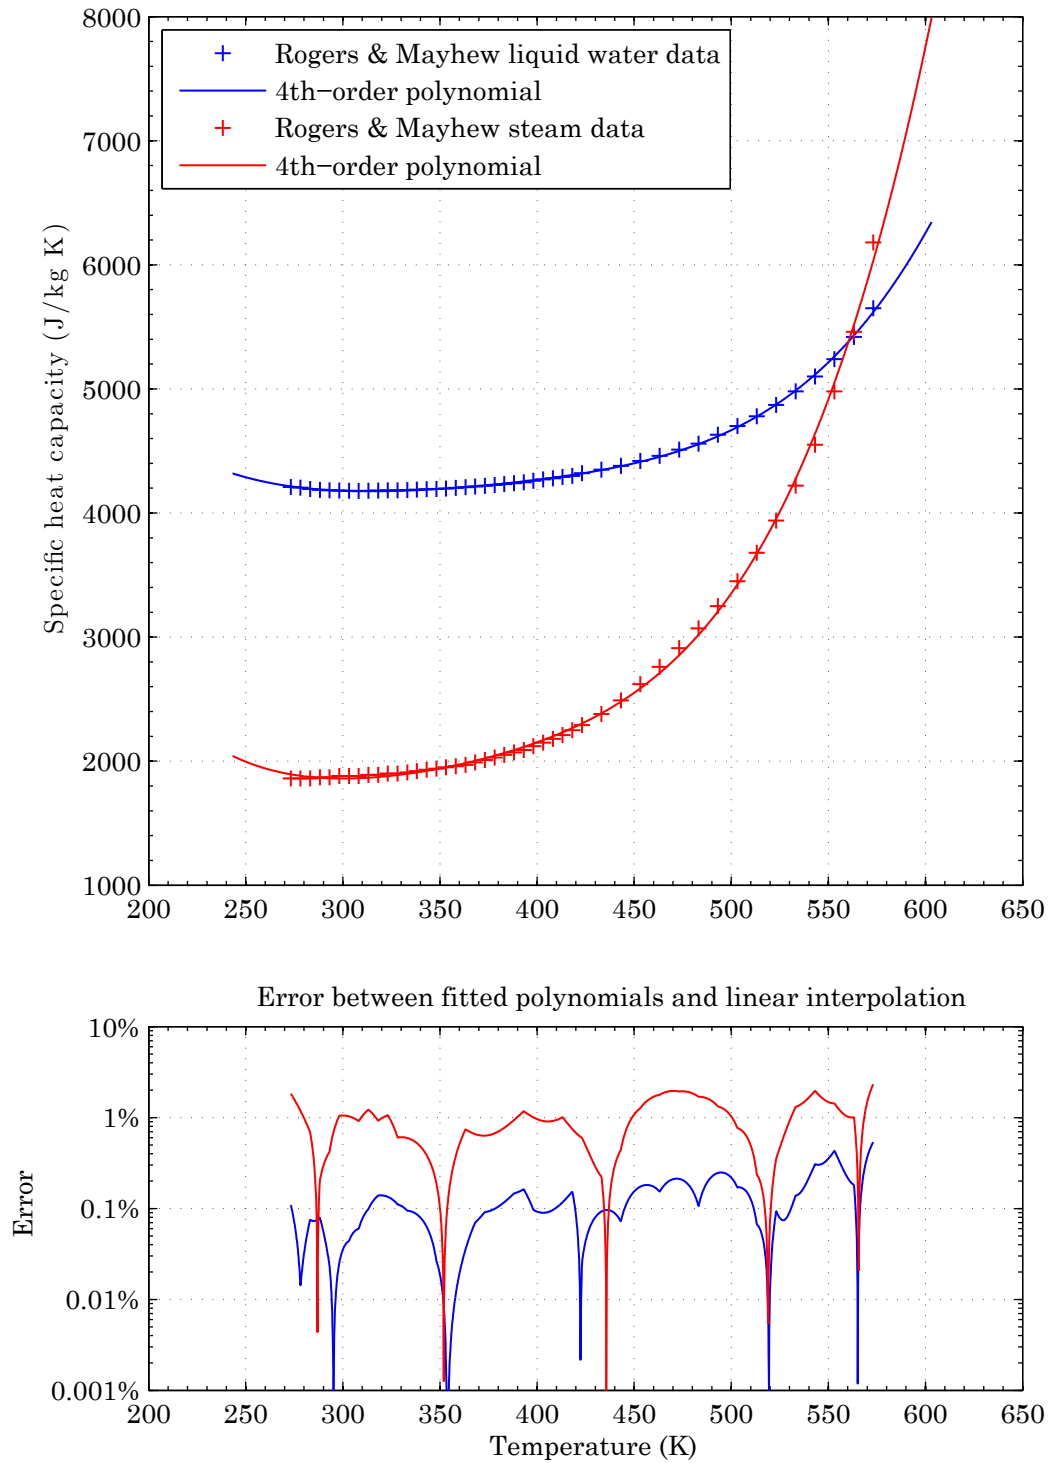 8000
7000
6000
5000
4000
3000
2000
1000
Specific heat capacity (J/kg K)
Rogers & Mayhew liquid water data
4th−order polynomial
Rogers & Mayhew steam data
4th−order polynomial
200 250 300 350 400 450 500 550 600 650
Error between fitted polynomials and linear interpolation
10%
1%
0.1%
0.01%
0.001%
Error
200 250 300 350 400 450 500 550 600 650
Temperature (K)